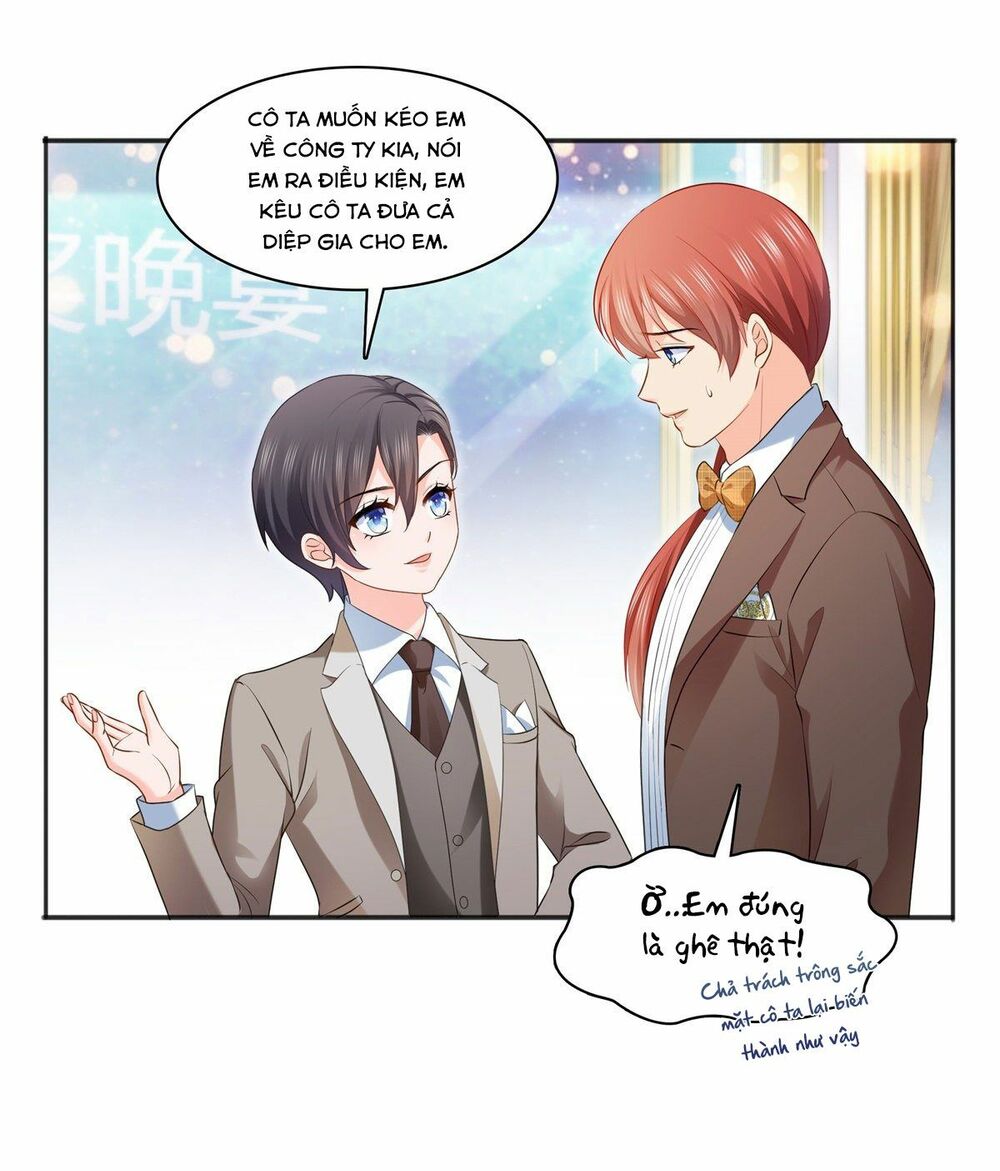 CÔ TA MUỐN KÉO EM
VỀ CÔNG TY KIA, NÓI
EM RA ĐIỀU KIỆN, EM
KÊU CÔ TA ĐƯA CẢ
DIỆP GIA CHO EM.
晚宴
Ờ..Em đúng
là ghê thật!
Chả trách trông sắc
mặt cô ta lại biến
thành như vậy